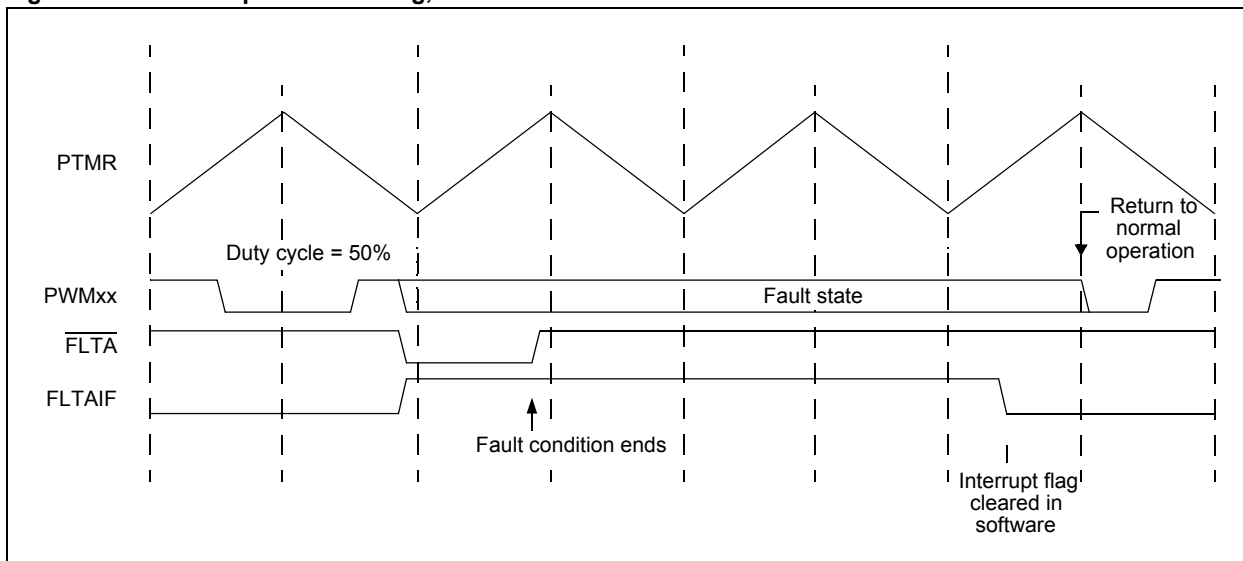 PTMR
Return to
normal
operation
Duty cycle = 50%
PWMxx
Fault state
FLTA
FLTAIF
Fault condition ends
Interrupt flag
cleared in
software